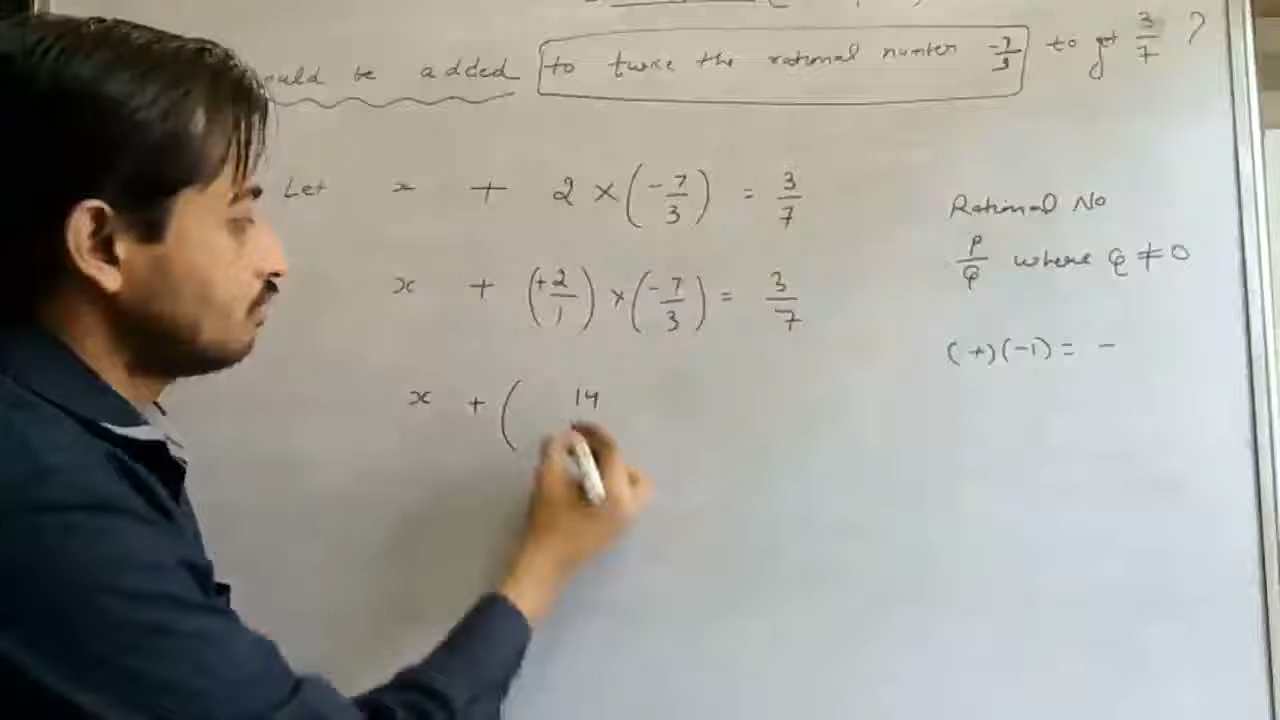 ould be added to twice the rational number -7/3 to get 3/7 ?
Let x + 2 × (-7/3) = 3/7
x + (+2/1) × (-7/3) = 3/7
x + ( 14
Rational No
P/Q where Q ≠ 0
(+)(-1) = -